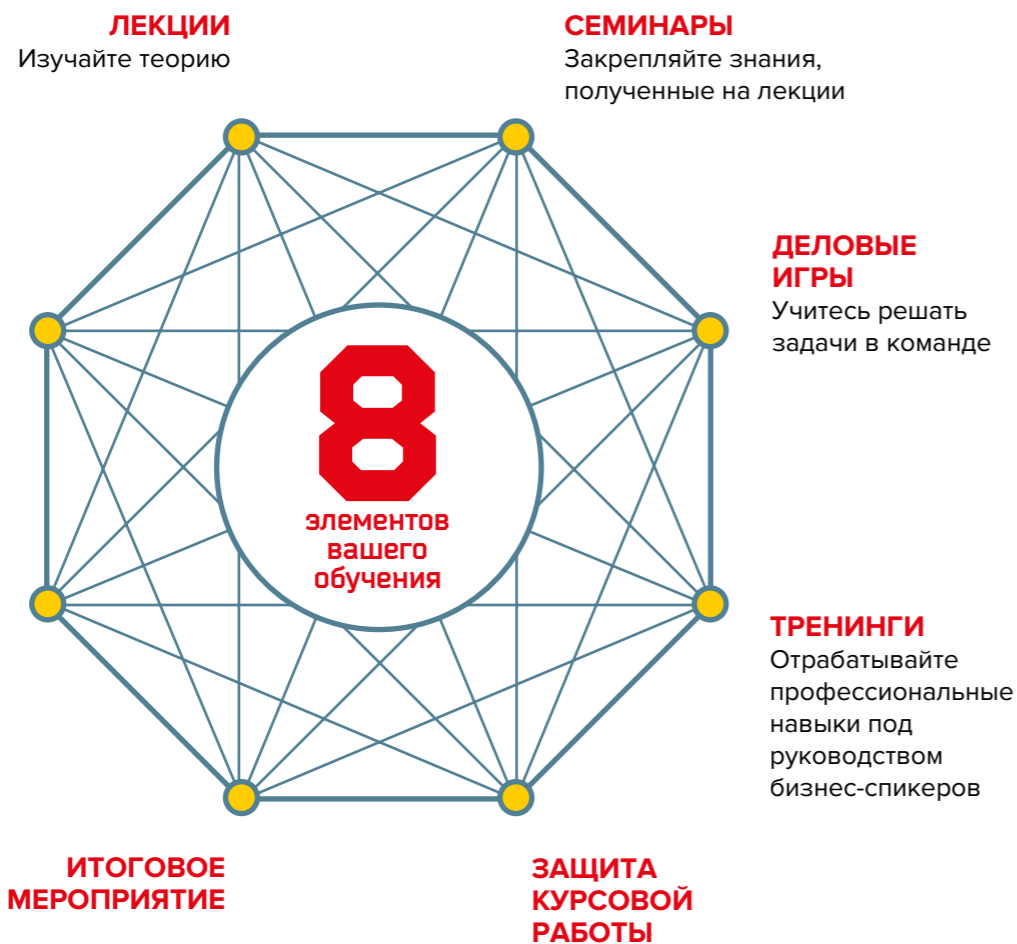 ЛЕКЦИИ
Изучайте теорию
СЕМИНАРЫ
Закрепляйте знания,
полученные на лекции
ДЕЛОВЫЕ
ИГРЫ
Учитесь решать
задачи в команде
8
элементов
вашего
обучения
ТРЕНИНГИ
Отрабатывайте
профессиональные
навыки под
руководством
бизнес-спикеров
ИТОГОВОЕ
МЕРОПРИЯТИЕ
ЗАЩИТА
КУРСОВОЙ
РАБОТЫ